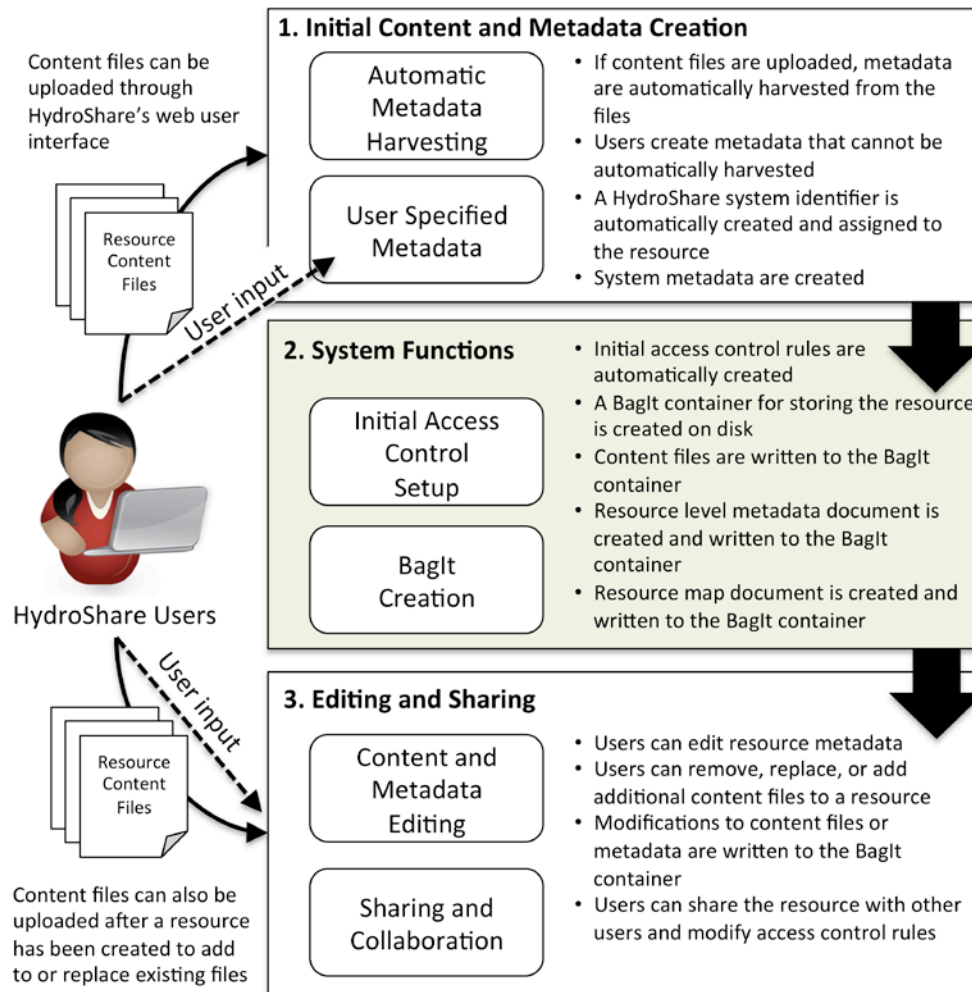 1. Initial Content and Metadata Creation
Content files can be
uploaded through
HydroShare's web user
interface
Resource
Content
Files
User input
Automatic
Metadata
Harvesting
User Specified
Metadata
• If content files are uploaded, metadata
are automatically harvested from the
files
• Users create metadata that cannot be
automatically harvested
• A HydroShare system identifier is
automatically created and assigned to
the resource
• System metadata are created
2. System Functions
Initial Access
Control
Setup
BagIt
Creation
• Initial access control rules are
automatically created
• A BagIt container for storing the resource
is created on disk
• Content files are written to the BagIt
container
• Resource level metadata document is
created and written to the BagIt
container
• Resource map document is created and
written to the BagIt container
HydroShare Users
User input
Resource
Content
Files
Content files can also be
uploaded after a resource
has been created to add
to or replace existing files
3. Editing and Sharing
Content and
Metadata
Editing
Sharing and
Collaboration
• Users can edit resource metadata
• Users can remove, replace, or add
additional content files to a resource
• Modifications to content files or
metadata are written to the BagIt
container
• Users can share the resource with other
users and modify access control rules